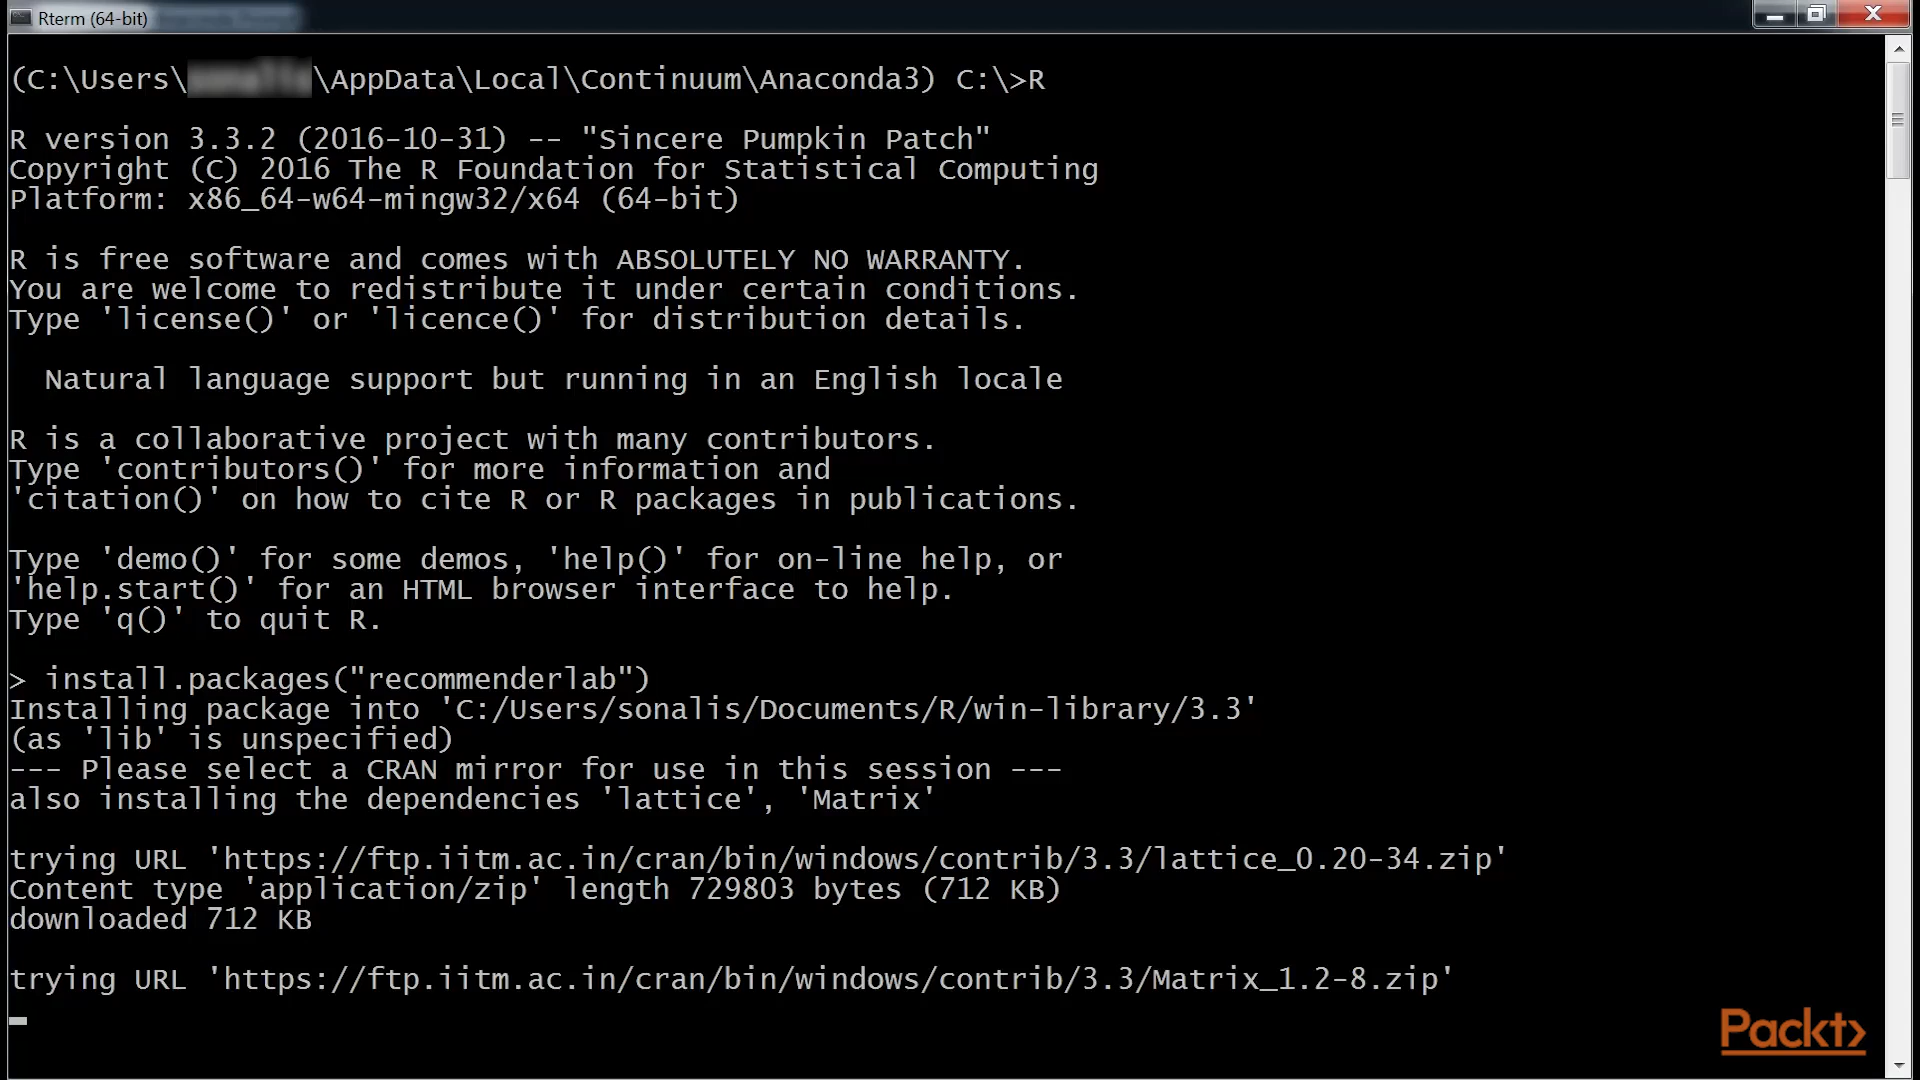 Rterm (64-bit)
(C:\Users\ \AppData\Local\Continuum\Anaconda3) C:\>R
R version 3.3.2 (2016-10-31) -- "Sincere Pumpkin Patch"
Copyright (C) 2016 The R Foundation for Statistical Computing
Platform: x86_64-w64-mingw32/x64 (64-bit)
R is free software and comes with ABSOLUTELY NO WARRANTY.
You are welcome to redistribute it under certain conditions.
Type 'license()' or 'licence()' for distribution details.
Natural language support but running in an English locale
R is a collaborative project with many contributors.
Type 'contributors()' for more information and
'citation()' on how to cite R or R packages in publications.
Type 'demo()' for some demos, 'help()' for on-line help, or
'help.start()' for an HTML browser interface to help.
Type 'q()' to quit R.
> install.packages("recommenderlab")
Installing package into 'C:/Users/sonalis/Documents/R/win-library/3.3'
(as 'lib' is unspecified)
--- Please select a CRAN mirror for use in this session ---
also installing the dependencies 'lattice', 'Matrix'
trying URL 'https://ftp.iitm.ac.in/cran/bin/windows/contrib/3.3/lattice_0.20-34.zip'
Content type 'application/zip' length 729803 bytes (712 KB)
downloaded 712 KB
trying URL 'https://ftp.iitm.ac.in/cran/bin/windows/contrib/3.3/Matrix_1.2-8.zip'
Packt>